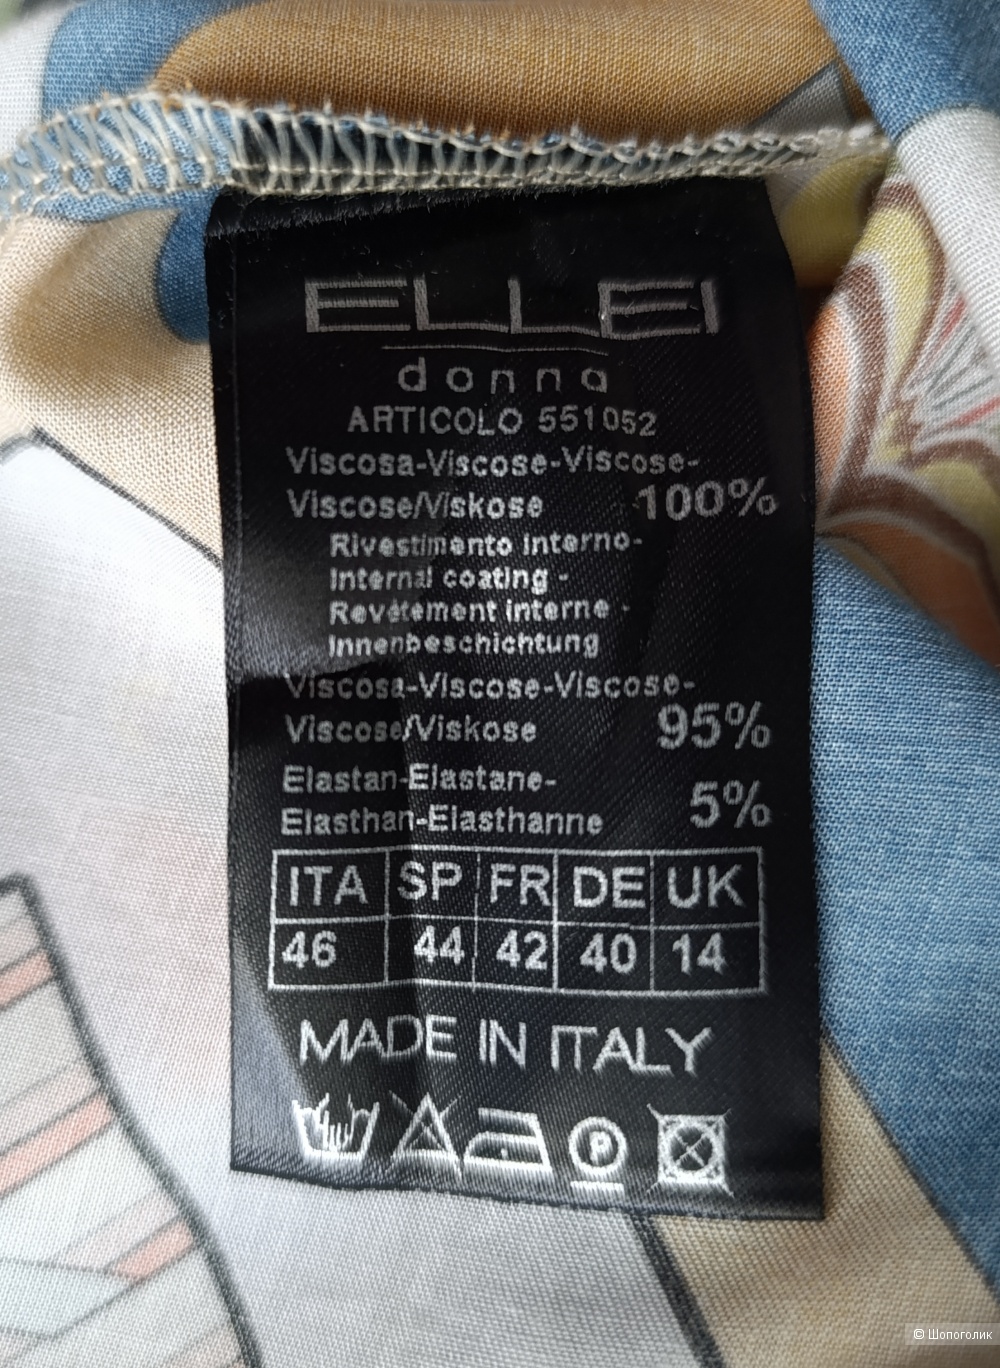 ELLEI
donna
ARTICOLO 551052
Viscosa-Viscose-Viscose-
Viscose/Viskose 100%
Rivestimento interno-
Internal coating -
Revétement interne -
Innenbeschichtung
Viscosa-Viscose-Viscose-
Viscose/Viskose 95%
Elastan-Elastane-
Elasthan-Elasthanne 5%
ITA SP FR DE UK
46 44 42 40 14
MADE IN ITALY
P
© Шопоголик